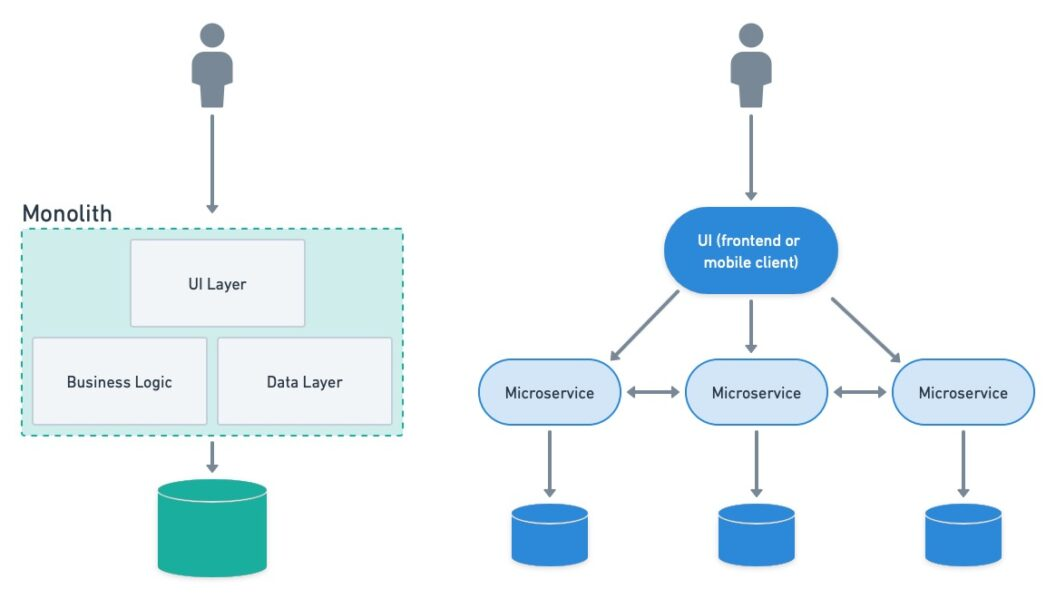 Monolith
UI Layer
Business Logic
Data Layer
UI (frontend or
mobile client)
Microservice
Microservice
Microservice